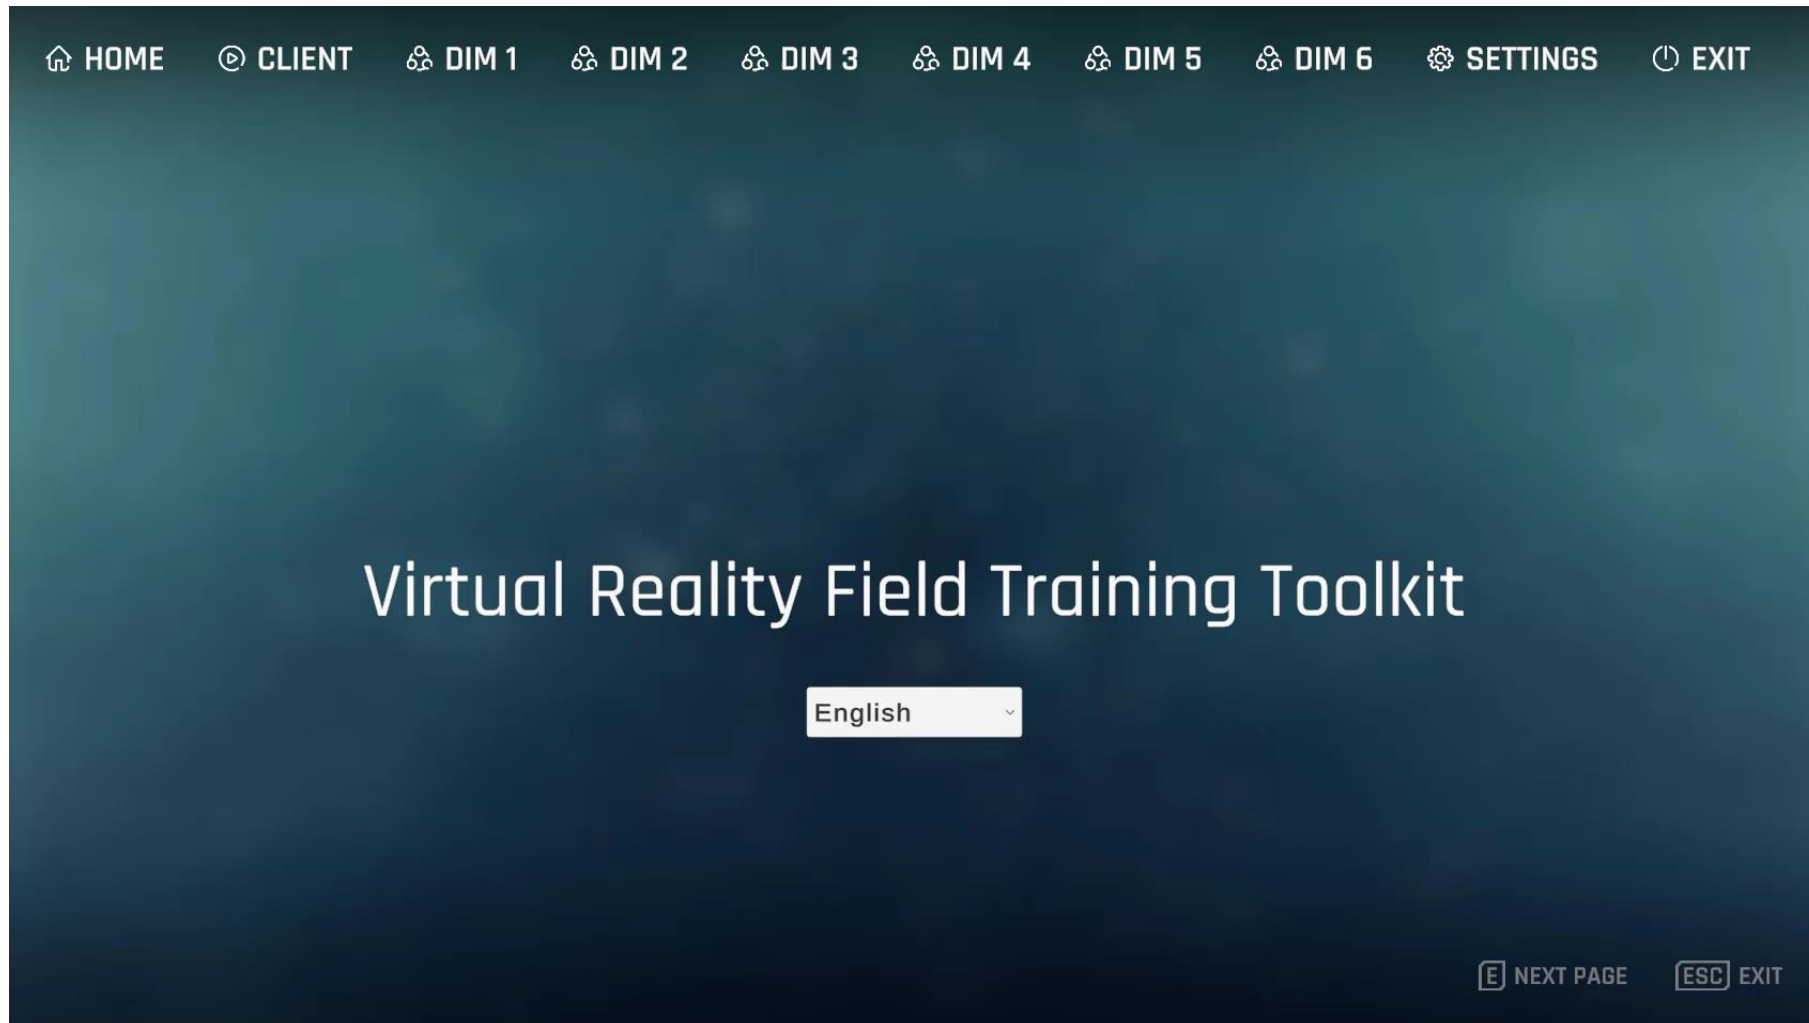 HOME CLIENT DIM 1 DIM 2 DIM 3 DIM 4 DIM 5 DIM 6 SETTINGS EXIT
Virtual Reality Field Training Toolkit
English
E NEXT PAGE ESC EXIT